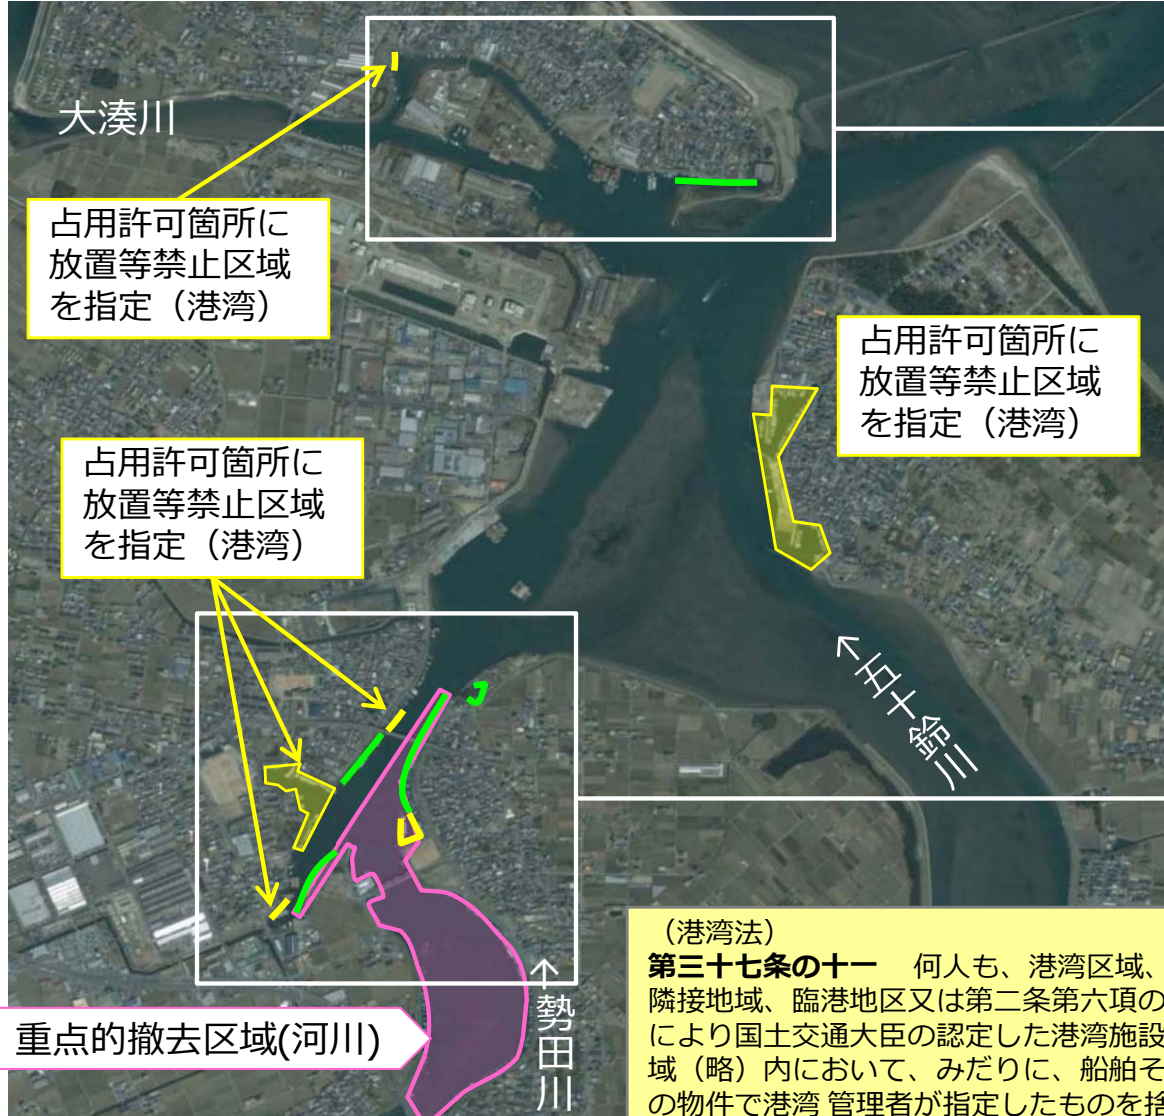 大湊川
占用許可箇所に
放置等禁止区域
を指定（港湾）
占用許可箇所に
放置等禁止区域
を指定（港湾）
占用許可箇所に
放置等禁止区域
を指定（港湾）
↑五十鈴川
↑勢田川
重点的撤去区域(河川)
（港湾法）
第三十七条の十一　何人も、港湾区域、
隣接地域、臨港地区又は第二条第六項の
により国土交通大臣の認定した港湾施設
域（略）内において、みだりに、船舶そ
の物件で港湾 管理者が指定したものを捨